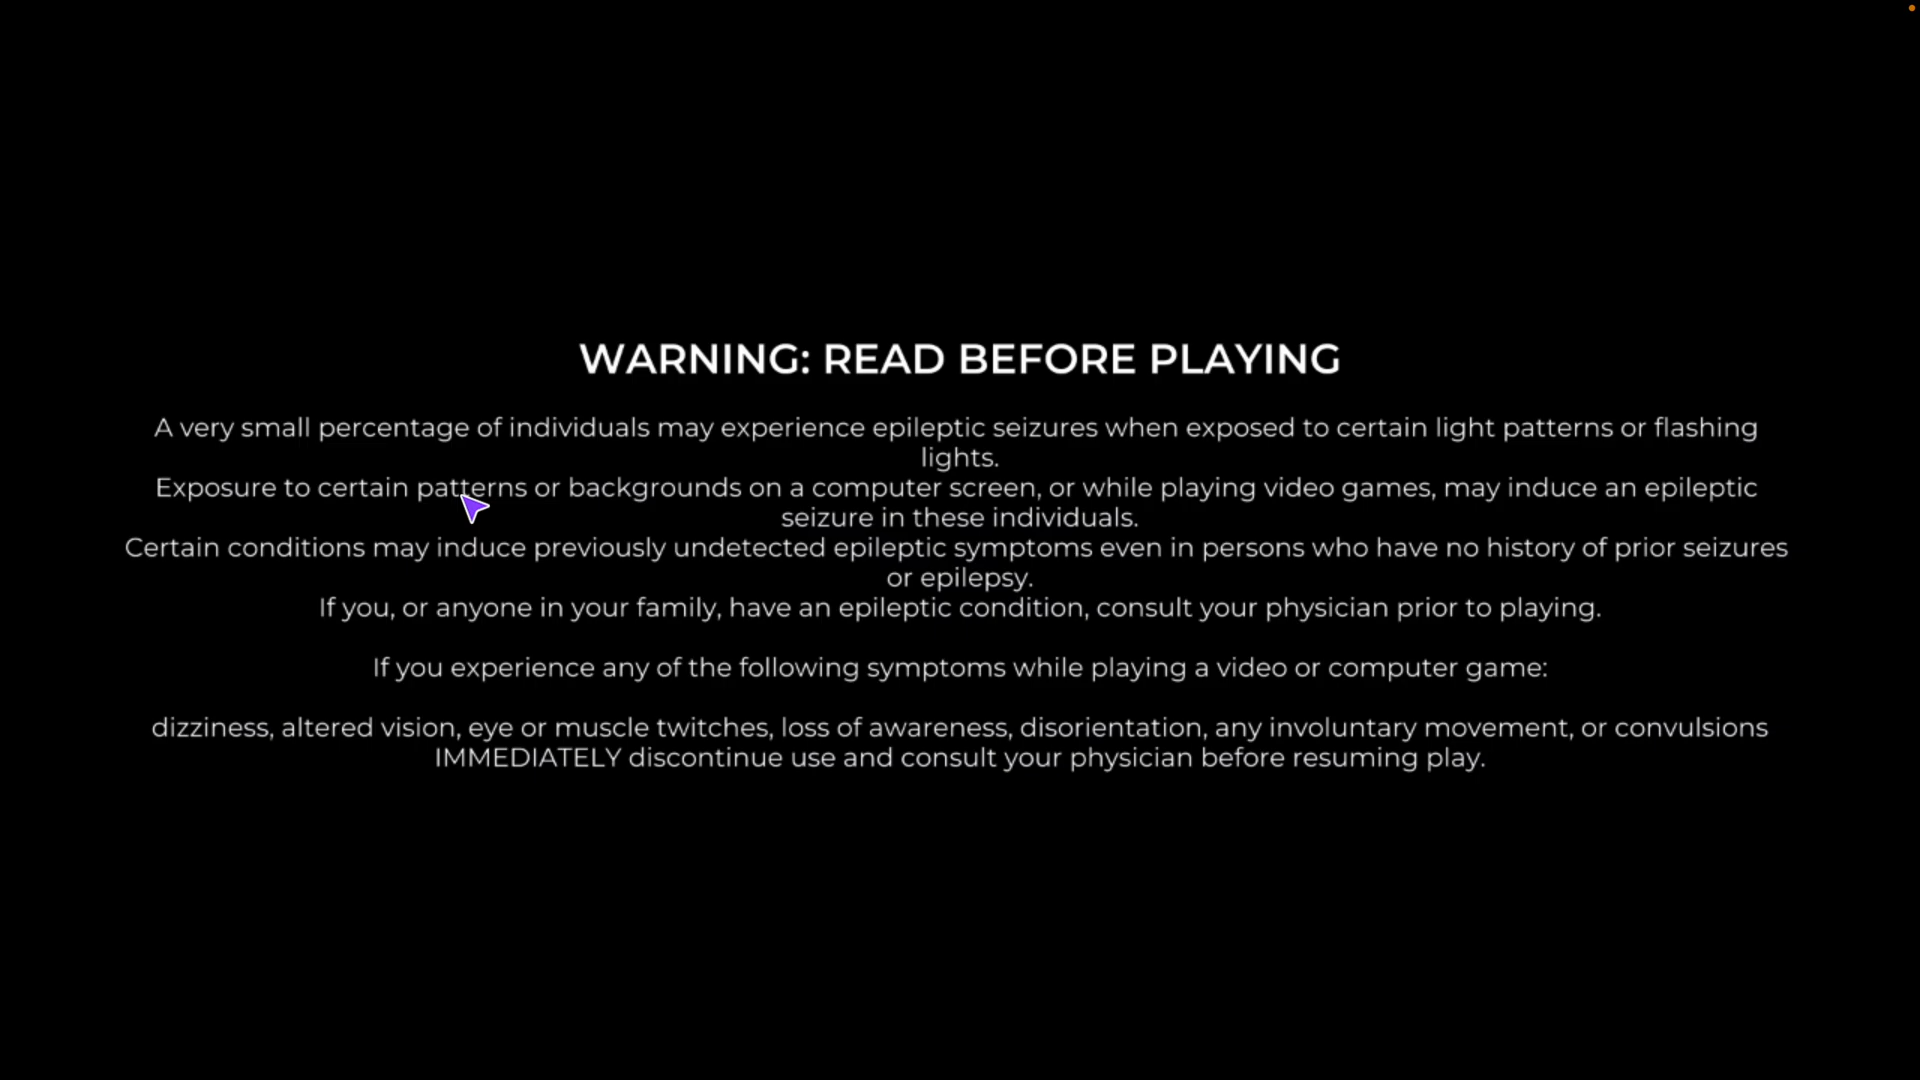 WARNING: READ BEFORE PLAYING
A very small percentage of individuals may experience epileptic seizures when exposed to certain light patterns or flashing
lights.
Exposure to certain patterns or backgrounds on a computer screen, or while playing video games, may induce an epileptic
seizure in these individuals.
Certain conditions may induce previously undetected epileptic symptoms even in persons who have no history of prior seizures
or epilepsy.
If you, or anyone in your family, have an epileptic condition, consult your physician prior to playing.
If you experience any of the following symptoms while playing a video or computer game:
dizziness, altered vision, eye or muscle twitches, loss of awareness, disorientation, any involuntary movement, or convulsions
IMMEDIATELY discontinue use and consult your physician before resuming play.